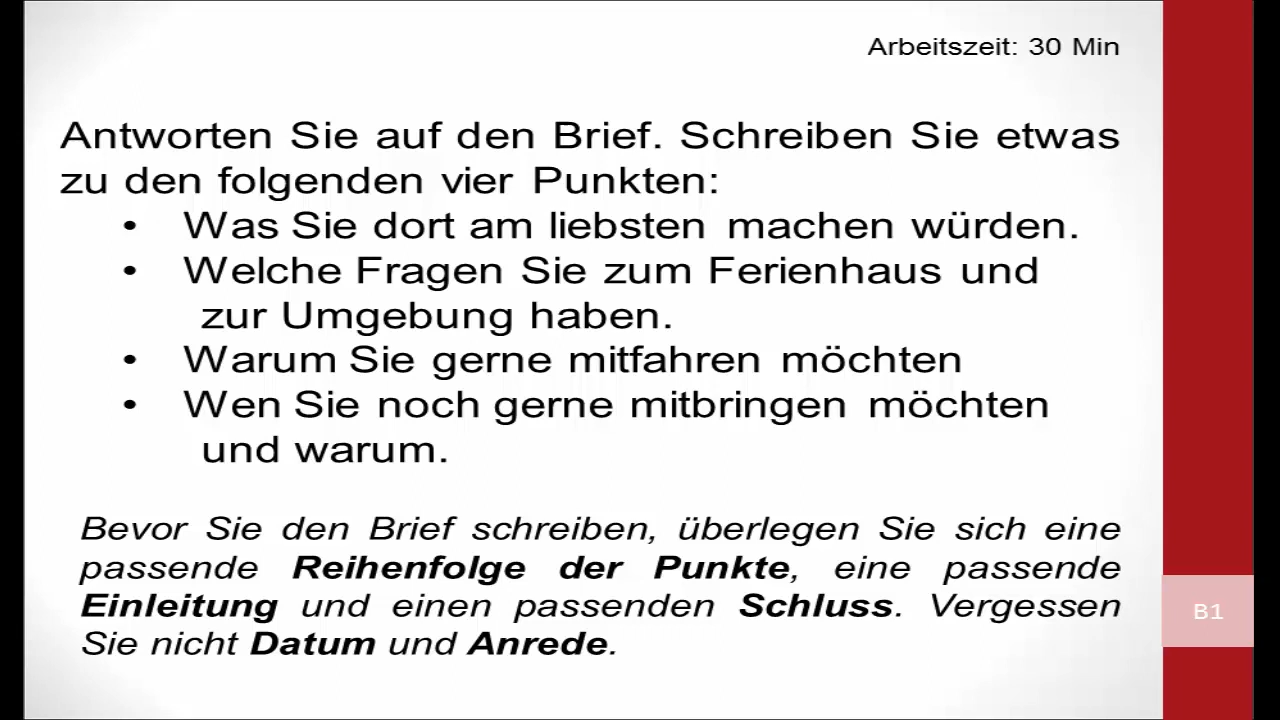 Arbeitszeit: 30 Min
Antworten Sie auf den Brief. Schreiben Sie etwas
zu den folgenden vier Punkten:
• Was Sie dort am liebsten machen würden.
• Welche Fragen Sie zum Ferienhaus und
zur Umgebung haben.
• Warum Sie gerne mitfahren möchten
• Wen Sie noch gerne mitbringen möchten
und warum.
Bevor Sie den Brief schreiben, überlegen Sie sich eine
passende Reihenfolge der Punkte, eine passende
Einleitung und einen passenden Schluss. Vergessen
Sie nicht Datum und Anrede.
B1